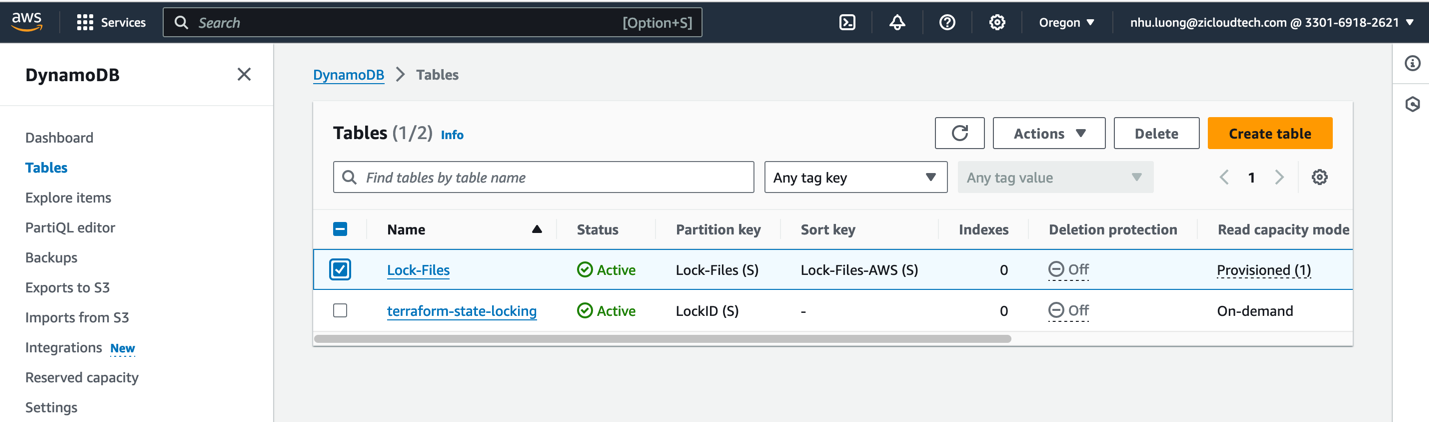 aws Services Search [Option+S] Oregon ▼ nhu.luong@zicloudtech.com @ 3301-6918-2621 ▼
DynamoDB
Dashboard
Tables
Explore items
PartiQL editor
Backups
Exports to S3
Imports from S3
Integrations New
Reserved capacity
Settings
DynamoDB > Tables
Tables (1/2) Info Actions ▼ Delete Create table
Find tables by table name Any tag key ▼ Any tag value ▼ < 1 >
Name ▲ Status Partition key Sort key Indexes Deletion protection Read capacity mode
Lock-Files Active Lock-Files (S) Lock-Files-AWS (S) 0 Off Provisioned (1)
terraform-state-locking Active LockID (S) - 0 Off On-demand